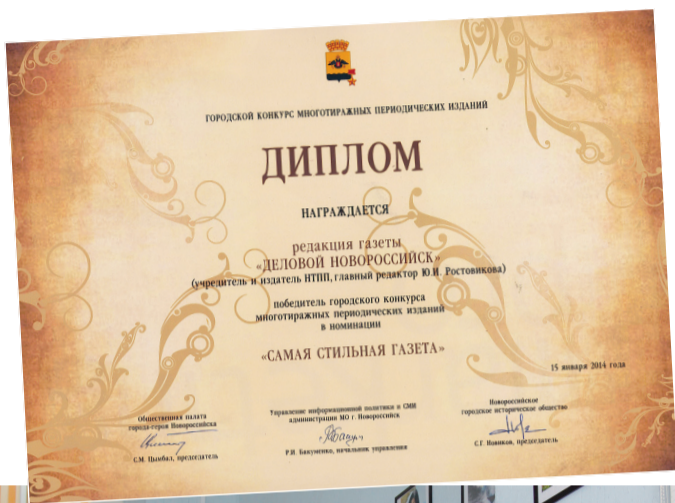 ГОРОДСКОЙ КОНКУРС МНОГОТИРАЖНЫХ ПЕРИОДИЧЕСКИХ ИЗДАНИЙ
ДИПЛОМ
НАГРАЖДАЕТСЯ
редакция газеты
«ДЕЛОВОЙ НОВОРОССИЙСК»
(учредитель и издатель НТПП, главный редактор Ю.И. Ростовикова)
победитель городского конкурса
многотиражных периодических изданий
в номинации
«САМАЯ СТИЛЬНАЯ ГАЗЕТА»
15 января 2014 года
Общественная палата
города-героя Новороссийска
С.М. Цымбал, председатель
Управление информационной политики и СМИ
администрации МО г. Новороссийск
Р.И. Бакуменко, начальник управления
Новороссийское
городское историческое общество
С.Г. Новиков, председатель